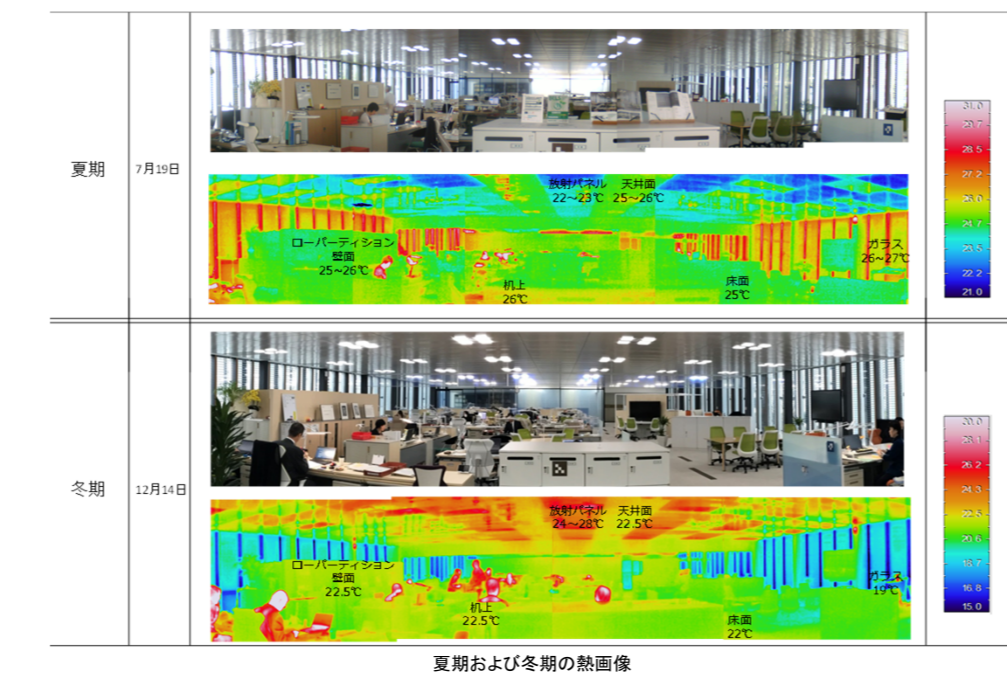 夏期
7月19日
放射パネル 天井面
22～23℃ 25～26℃
ローパーティション
壁面
25~26℃
ガラス
26~27℃
机上
26℃
床面
25℃
31.0
29.7
28.5
27.2
26.0
24.7
23.5
22.2
21.0
冬期
12月14日
放射パネル 天井面
24～28℃ 22.5℃
ローパーティション
壁面
22.5℃
ガラス
19℃
机上
22.5℃
床面
22℃
30.0
28.1
26.2
24.3
22.5
20.6
18.7
16.8
15.0
夏期および冬期の熱画像